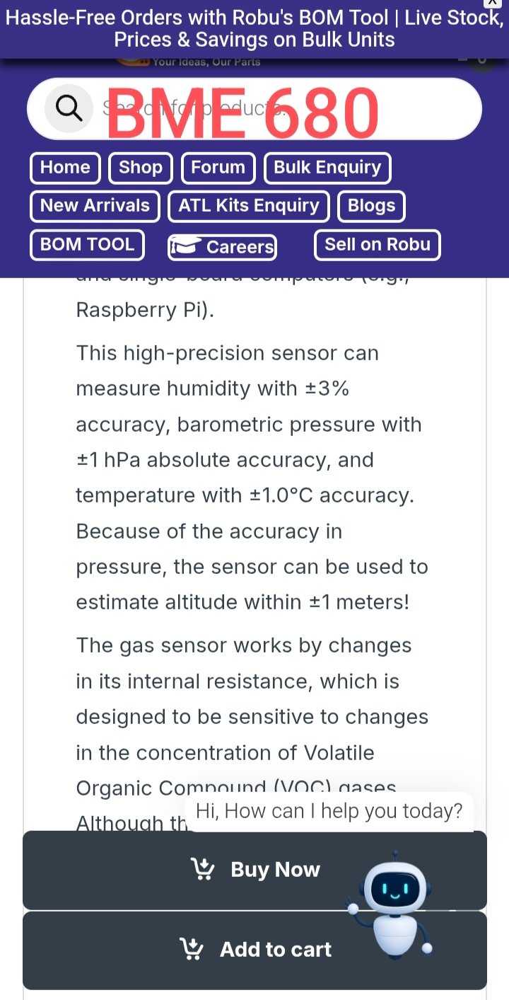 X
Hassle-Free Orders with Robu's BOM Tool | Live Stock,
Prices & Savings on Bulk Units
Your Ideas, Our Parts
0
Search for products.
BME 680
Home
Shop
Forum
Bulk Enquiry
New Arrivals
ATL Kits Enquiry
Blogs
BOM TOOL
Careers
Sell on Robu
and single-board computers (e.g.,
Raspberry Pi).
This high-precision sensor can
measure humidity with ±3%
accuracy, barometric pressure with
±1 hPa absolute accuracy, and
temperature with ±1.0°C accuracy.
Because of the accuracy in
pressure, the sensor can be used to
estimate altitude within ±1 meters!
The gas sensor works by changes
in its internal resistance, which is
designed to be sensitive to changes
in the concentration of Volatile
Organic Compound (VOC) gases
Although th
Hi, How can I help you today?
Buy Now
Add to cart